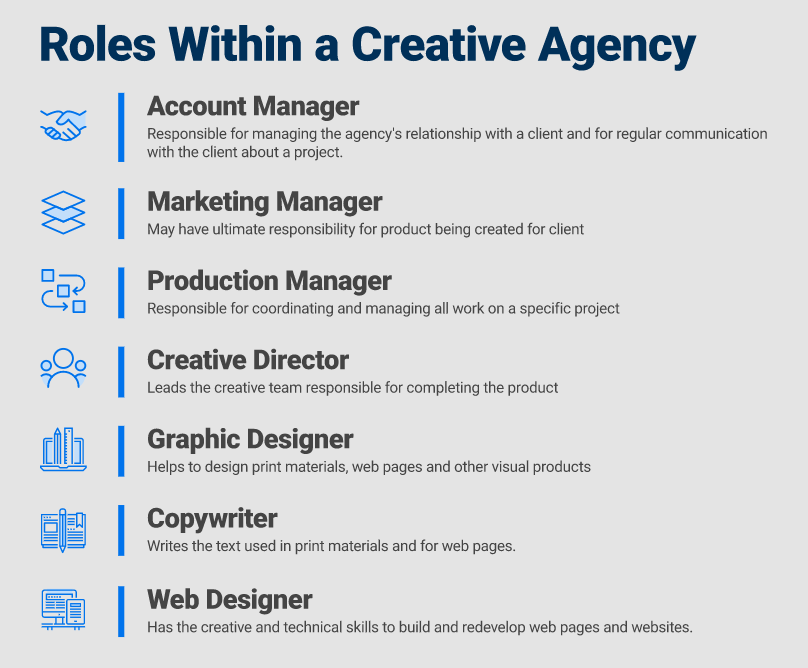 Roles Within a Creative Agency
Account Manager
Responsible for managing the agency's relationship with a client and for regular communication
with the client about a project.
Marketing Manager
May have ultimate responsibility for product being created for client
Production Manager
Responsible for coordinating and managing all work on a specific project
Creative Director
Leads the creative team responsible for completing the product
Graphic Designer
Helps to design print materials, web pages and other visual products
Copywriter
Writes the text used in print materials and for web pages.
Web Designer
Has the creative and technical skills to build and redevelop web pages and websites.